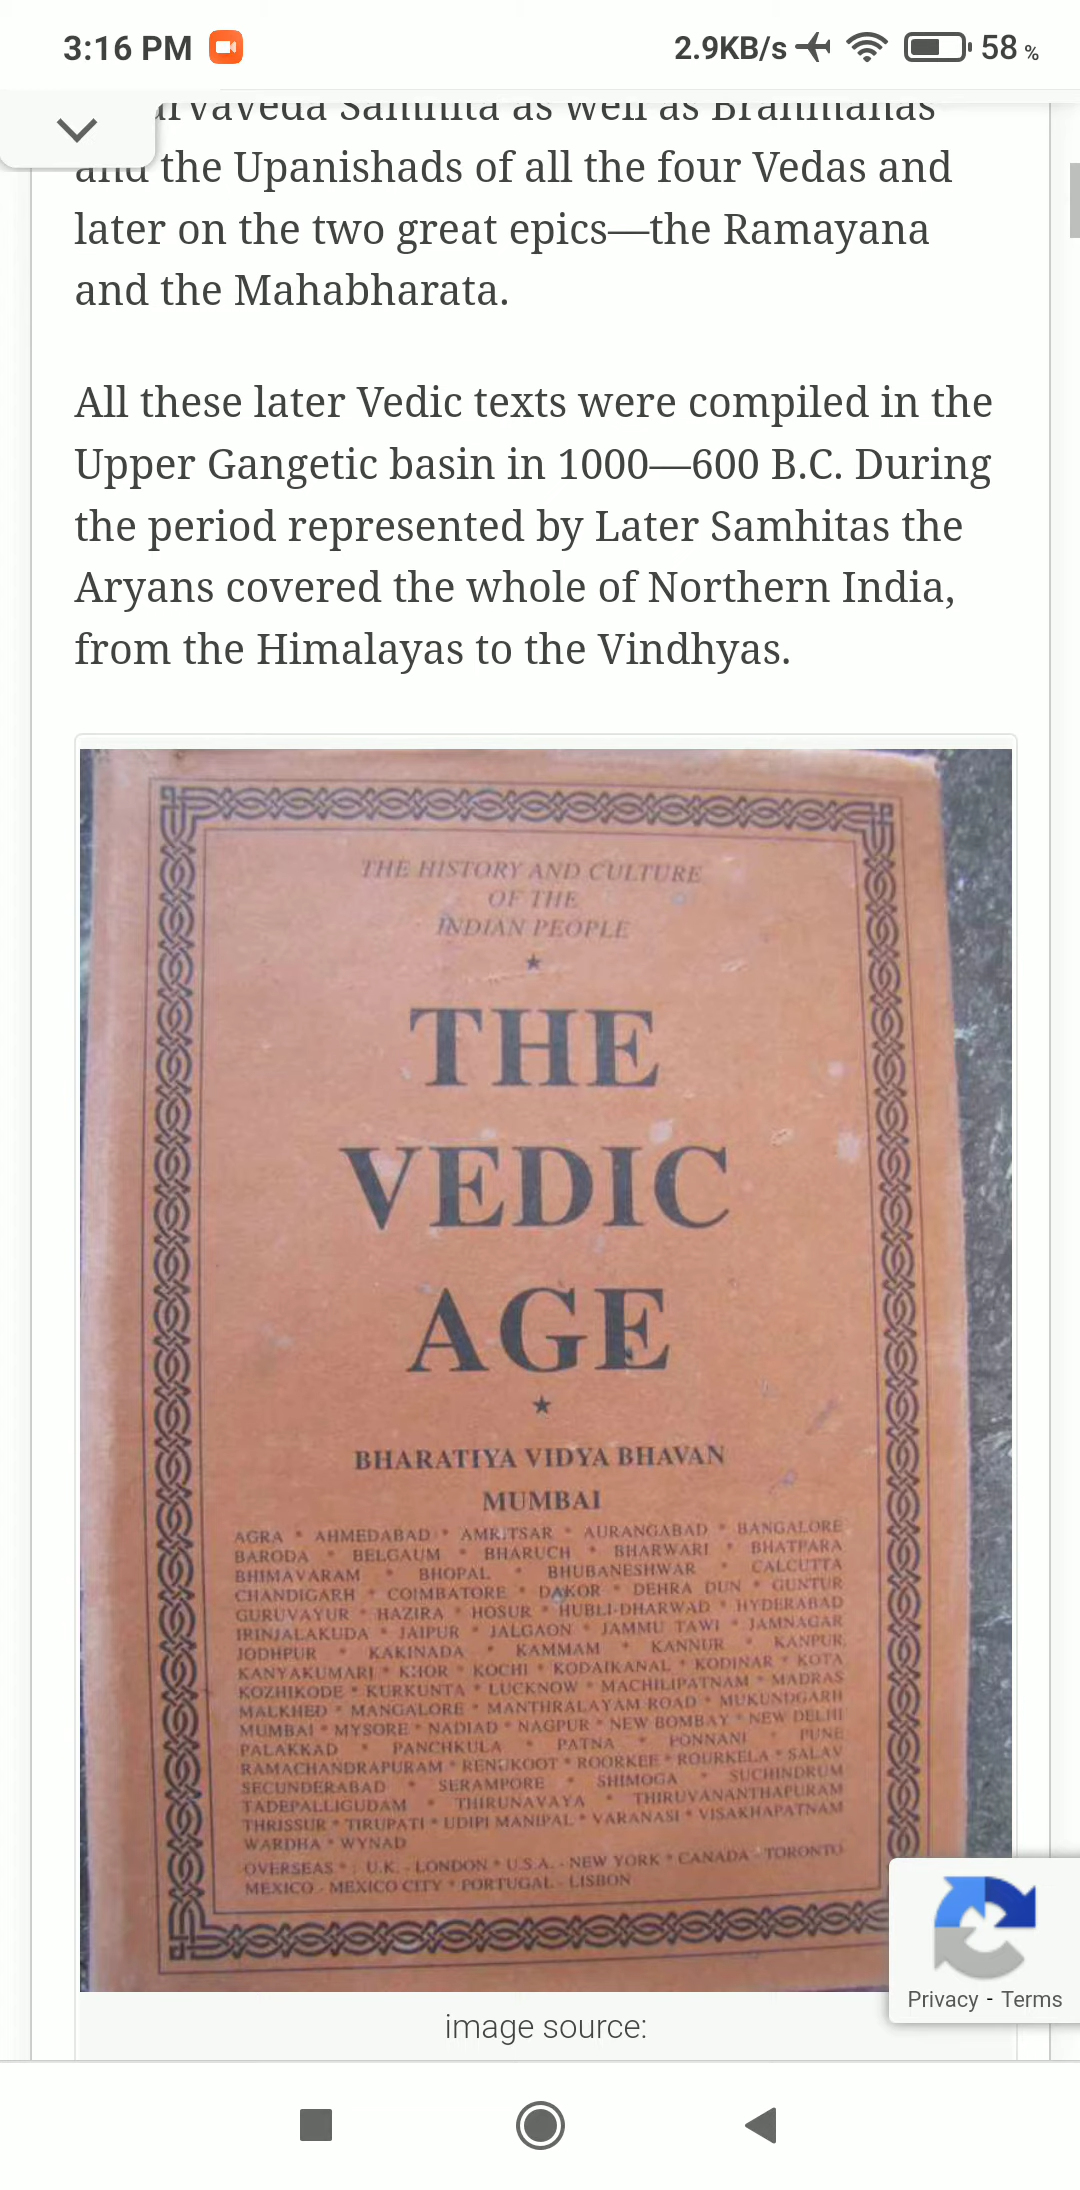 3:16 PM
2.9KB/s 58 %
Samhita as well as Brahmanas
and the Upanishads of all the four Vedas and
later on the two great epics—the Ramayana
and the Mahabharata.
All these later Vedic texts were compiled in the
Upper Gangetic basin in 1000—600 B.C. During
the period represented by Later Samhitas the
Aryans covered the whole of Northern India,
from the Himalayas to the Vindhyas.
THE HISTORY AND CULTURE
OF THE
INDIAN PEOPLE
★
THE
VEDIC
AGE
★
BHARATIYA VIDYA BHAVAN
MUMBAI
AGRA * AHMEDABAD * AMRITSAR * AURANGABAD * BANGALORE
BARODA * BELGAUM * BHARUCH * BHARWARI * BHATPARA
BHIMAVARAM * BHOPAL * BHUBANESHWAR * CALCUTTA
CHANDIGARH * COIMBATORE * DAKOR * DEHRA DUN * GUNTUR
GURUVAYUR * HAZIRA * HOSUR * HUBLI-DHARWAD * HYDERABAD
IRINJALAKUDA * JAIPUR * JALGAON * JAMMU TAWI * JAMNAGAR
JODHPUR * KAKINADA * KAMMAM * KANNUR * KANPUR
KANYAKUMARI * KHOR * KOCHI * KODAIKANAL * KODINAR * KOTA
KOZHIKODE * KURKUNTA * LUCKNOW * MACHILIPATNAM * MADRAS
MALKHED * MANGALORE * MANTHRALAYAM ROAD * MUKUNDGARH
MUMBAI * MYSORE * NADIAD * NAGPUR * NEW BOMBAY * NEW DELHI
PALAKKAD * PANCHKULA * PATNA * PONNANI * PUNE
RAMACHANDRAPURAM * RENUKOOT * ROORKEE * ROURKELA * SALAV
SECUNDERABAD * SERAMPORE * SHIMOGA * SUCHINDRUM
TADEPALLIGUDAM * THIRUNAVAYA * THIRUVANANTHAPURAM
THRISSUR * TIRUPATI * UDIPI MANIPAL * VARANASI * VISAKHAPATNAM
WARDHA * WYNAD
OVERSEAS * : U.K. - LONDON * U.S.A. - NEW YORK * CANADA - TORONTO
MEXICO - MEXICO CITY * PORTUGAL - LISBON
Privacy - Terms
image source: